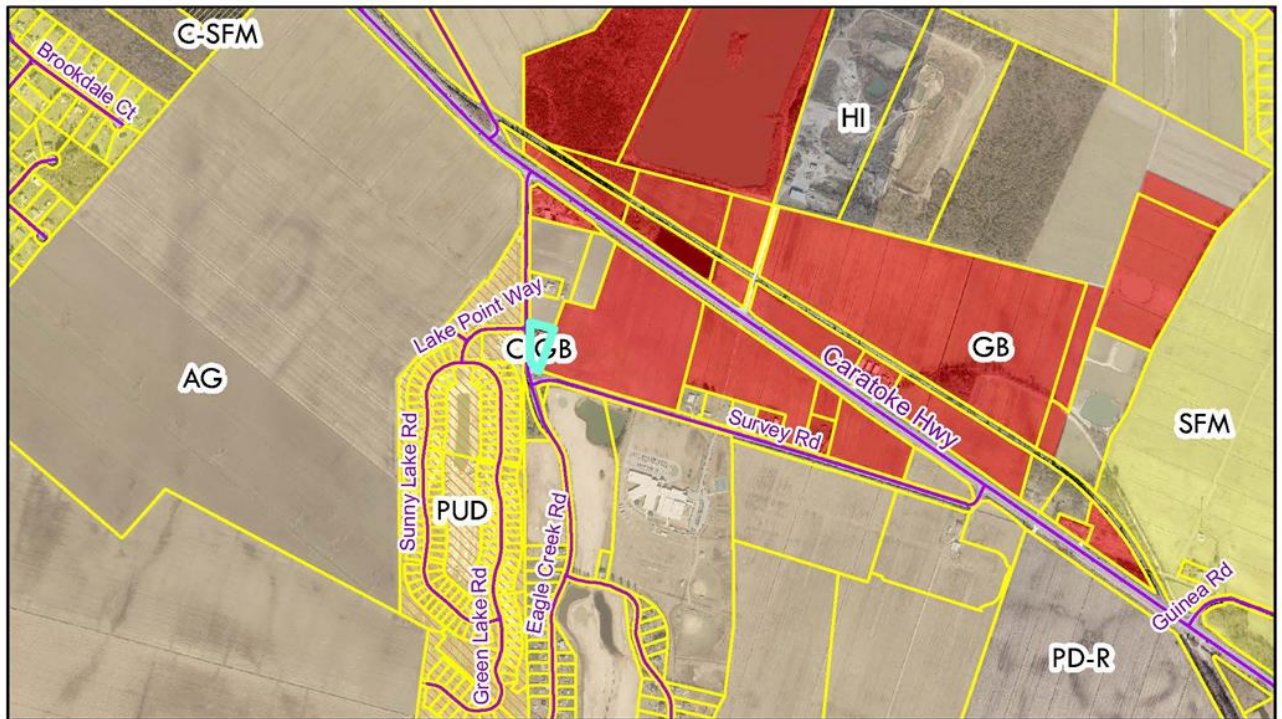 C-SFM
Brookdale Ct
HI
Lake Point Way
C
GB
GB
AG
Caratoke Hwy
Survey Rd
SFM
Sunny Lake Rd
PUD
Eagle Creek Rd
Green Lake Rd
Guinea Rd
PD-R